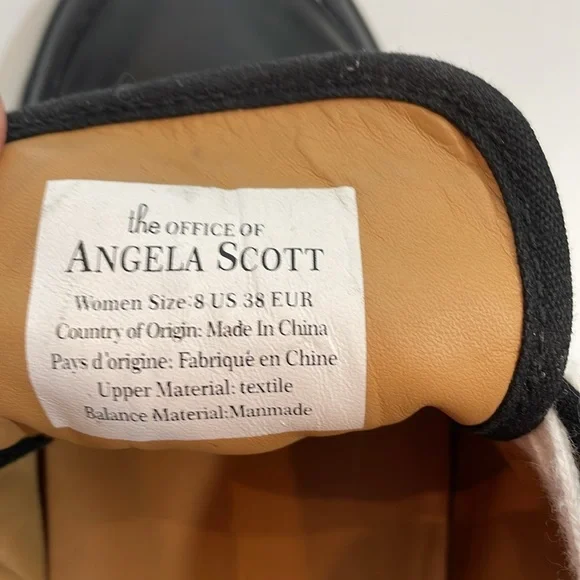 the OFFICE OF
ANGELA SCOTT
Women Size:8 US 38 EUR
Country of Origin: Made In China
Pays d'origine: Fabriqué en Chine
Upper Material: textile
Balance Material:Manmade